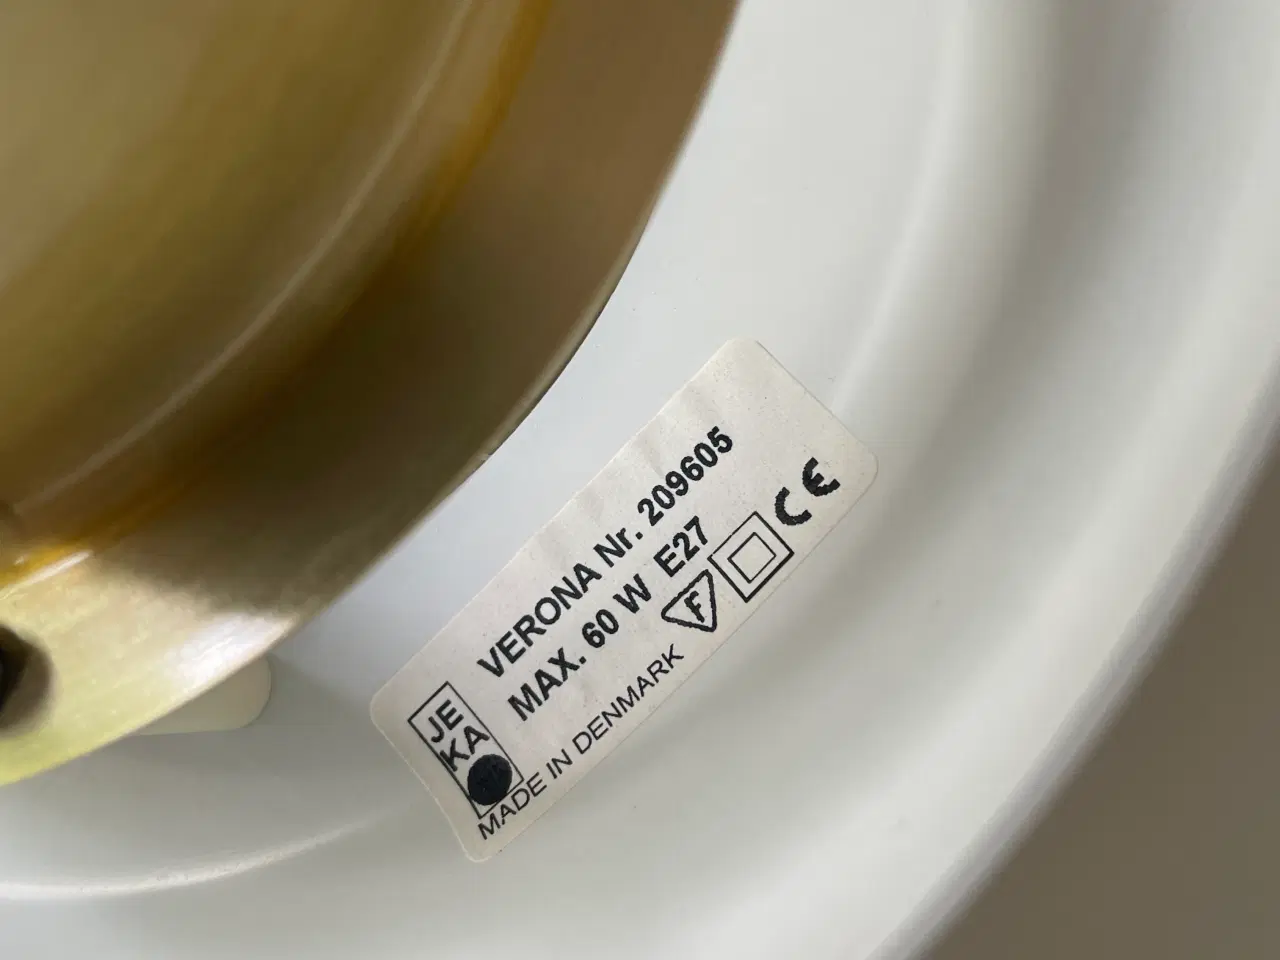 VERONA Nr. 209605
MAX. 60 W E27
JE
KA
F
CE
MADE IN DENMARK